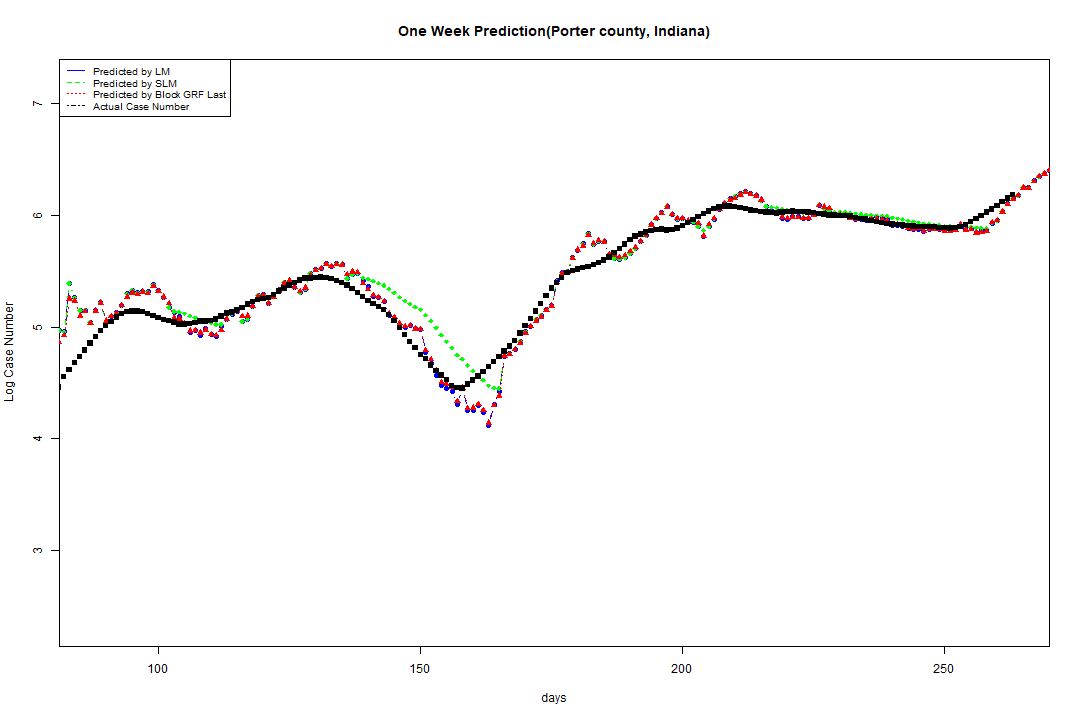 One Week Prediction(Porter county, Indiana)
Predicted by LM
Predicted by SLM
Predicted by Block GRF Last
Actual Case Number
7
6
5
4
3
Log Case Number
100
150
200
250
days